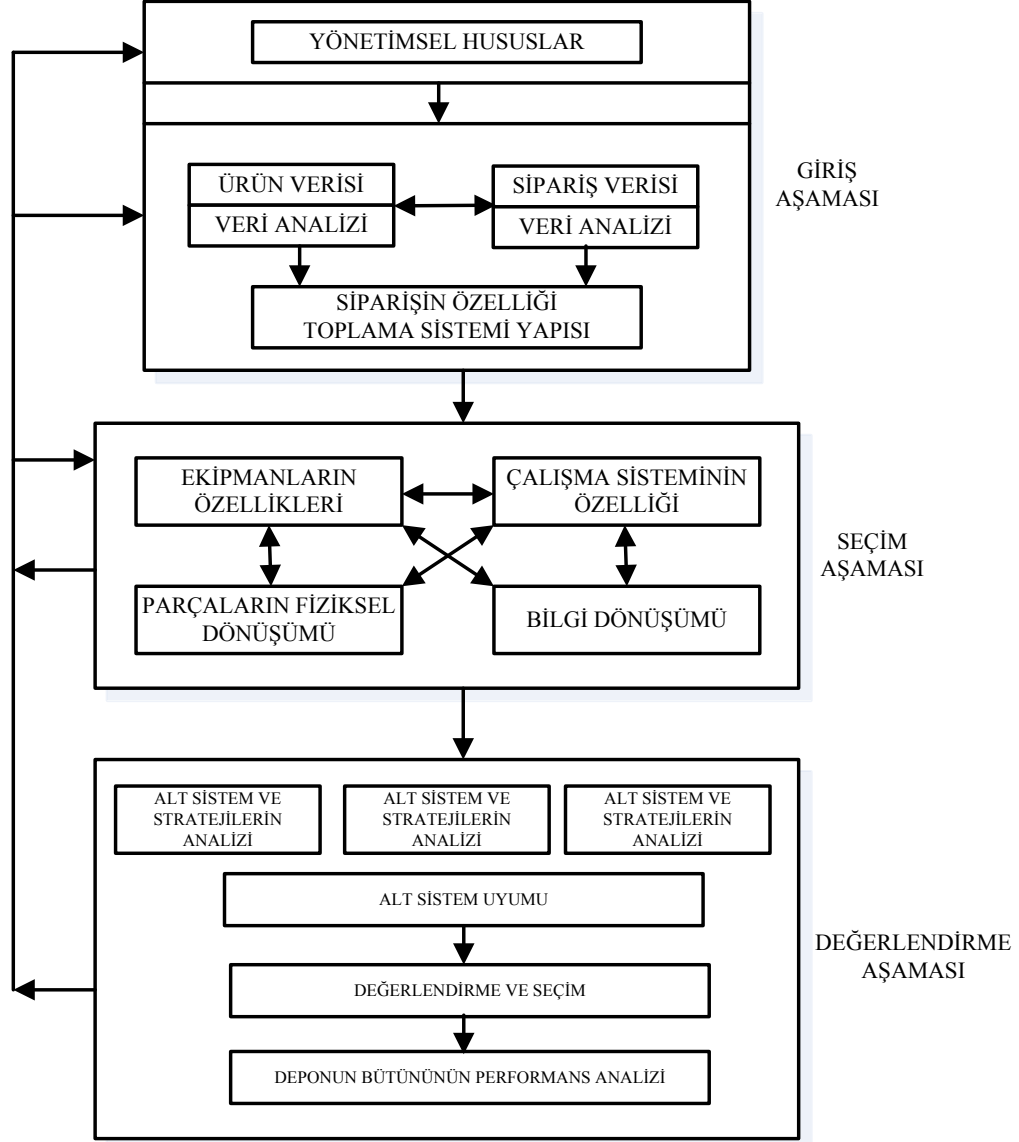 YÖNETİMSEL HUSUSLAR
ÜRÜN VERİSİ
VERİ ANALİZİ
SİPARİŞ VERİSİ
VERİ ANALİZİ
SİPARİŞİN ÖZELLİĞİ
TOPLAMA SİSTEMİ YAPISI
GİRİŞ
AŞAMASI
EKİPMANLARIN
ÖZELLİKLERİ
ÇALIŞMA SİSTEMİNİN
ÖZELLİĞİ
PARÇALARIN FİZİKSEL
DÖNÜŞÜMÜ
BİLGİ DÖNÜŞÜMÜ
SEÇİM
AŞAMASI
ALT SİSTEM VE
STRATEJİLERİN
ANALİZİ
ALT SİSTEM VE
STRATEJİLERİN
ANALİZİ
ALT SİSTEM VE
STRATEJİLERİN
ANALİZİ
ALT SİSTEM UYUMU
DEĞERLENDİRME VE SEÇİM
DEPONUN BÜTÜNÜNÜN PERFORMANS ANALİZİ
DEĞERLENDİRME
AŞAMASI